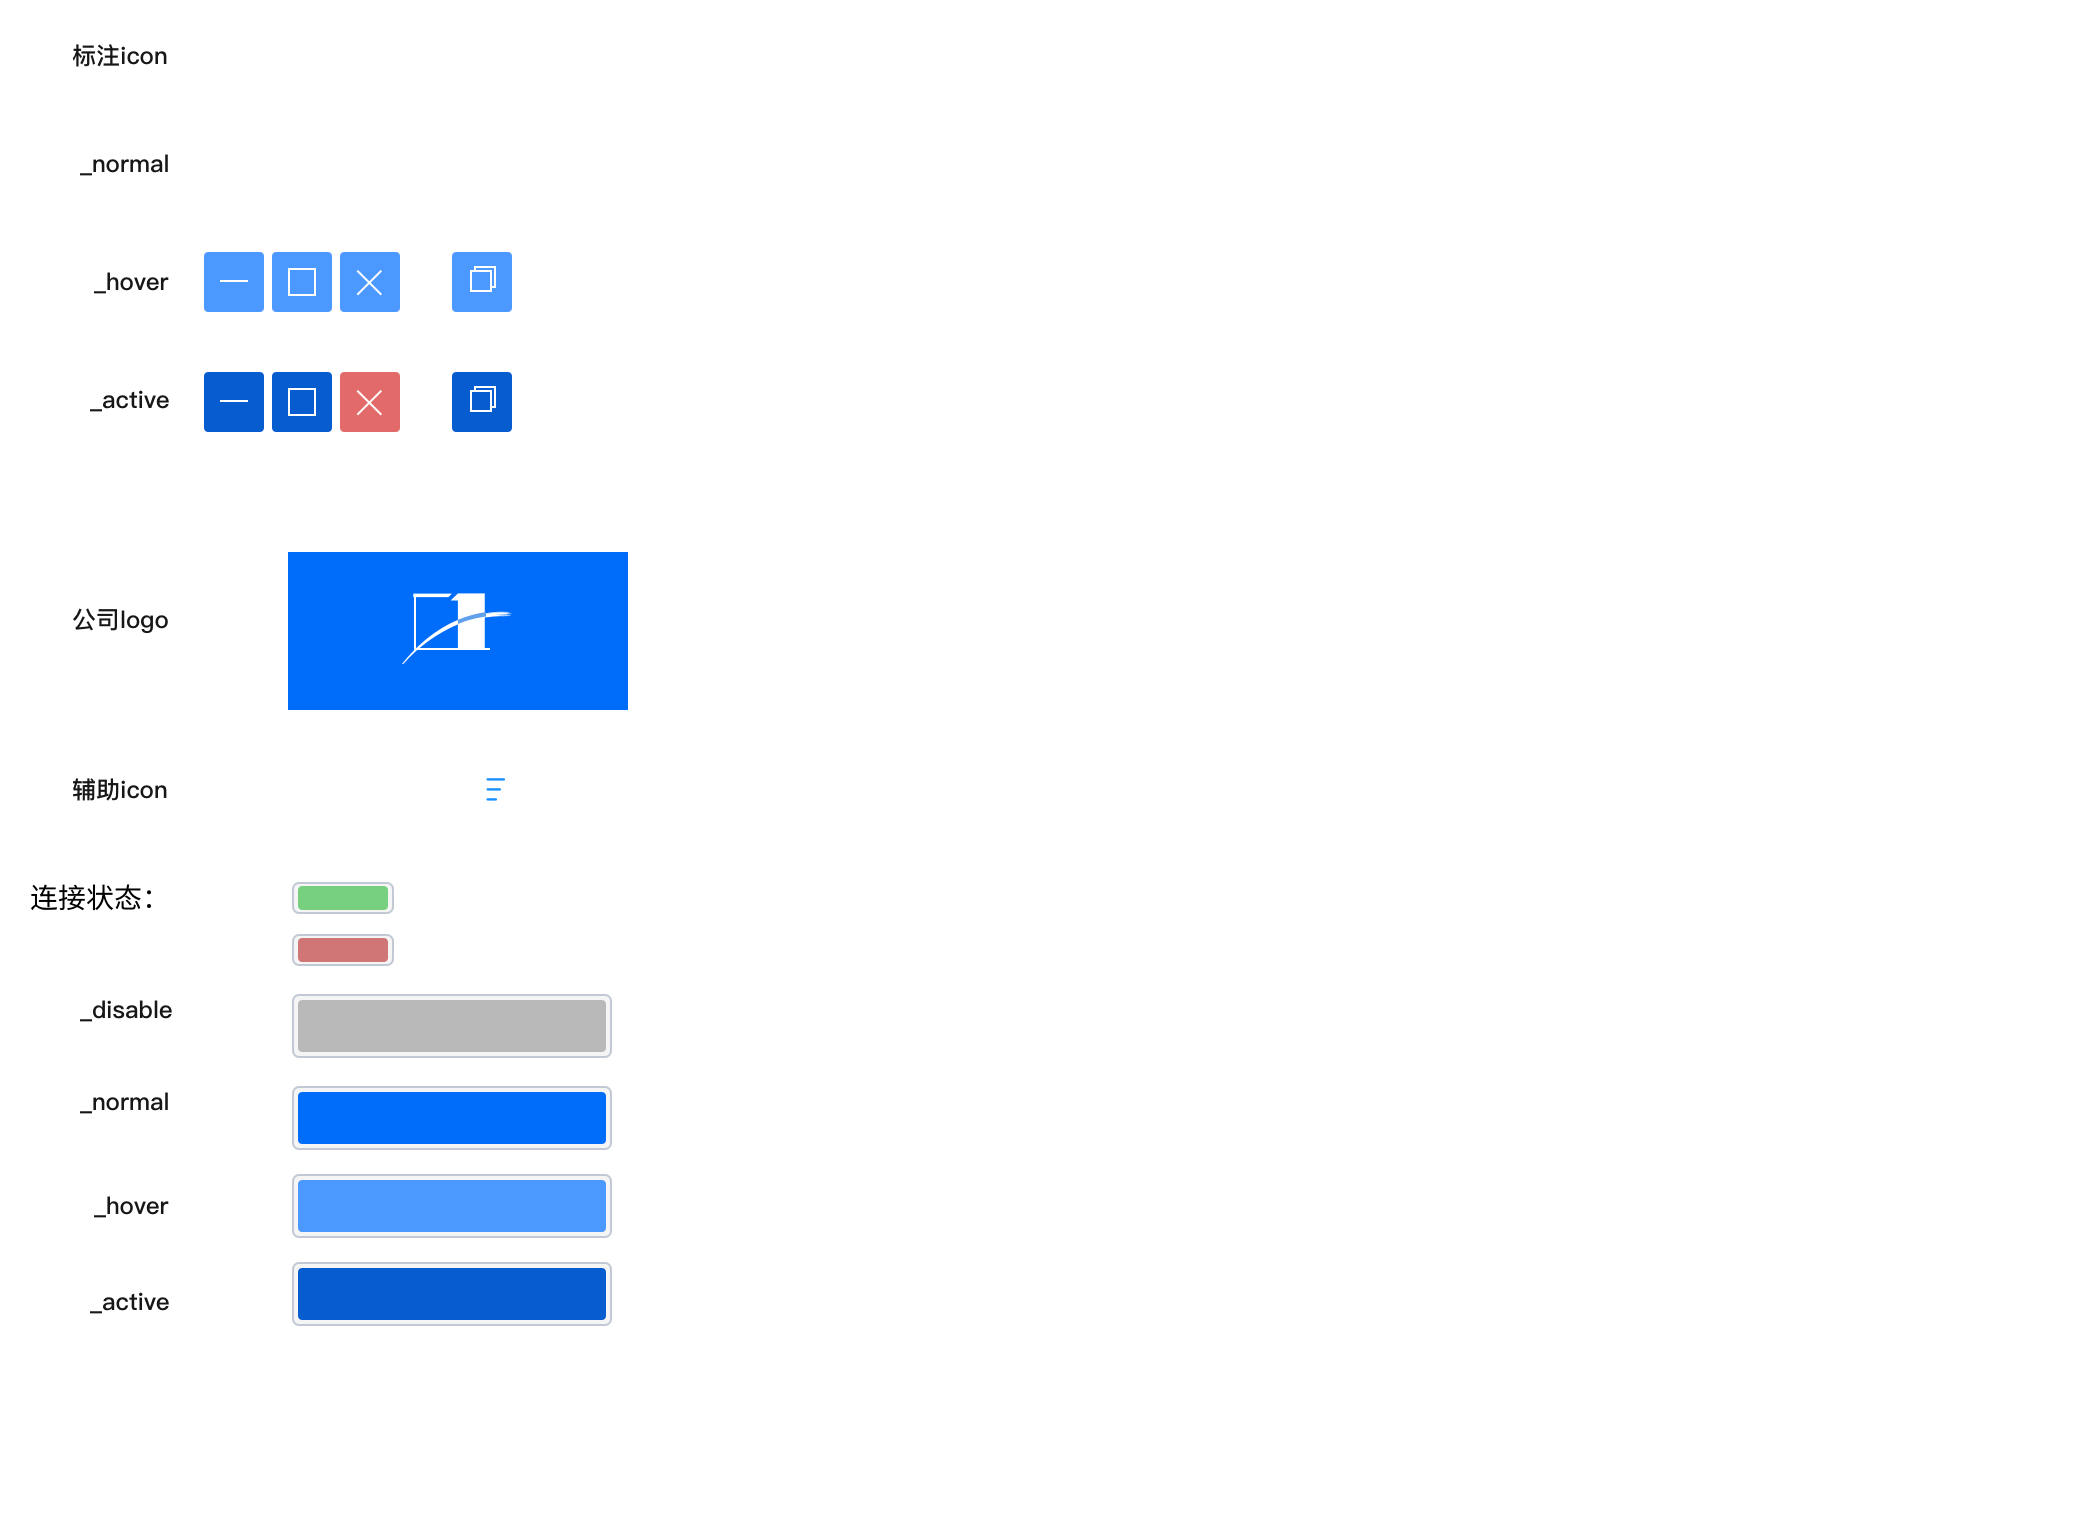 标注icon
_normal
_hover
_active
公司logo
辅助icon
连接状态：
_disable
_normal
_hover
_active